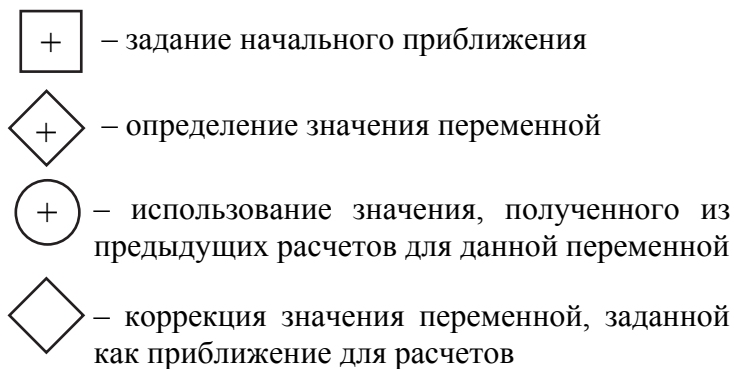 + – задание начального приближения
+ – определение значения переменной
+ – использование значения, полученного из
предыдущих расчетов для данной переменной
– коррекция значения переменной, заданной
как приближение для расчетов